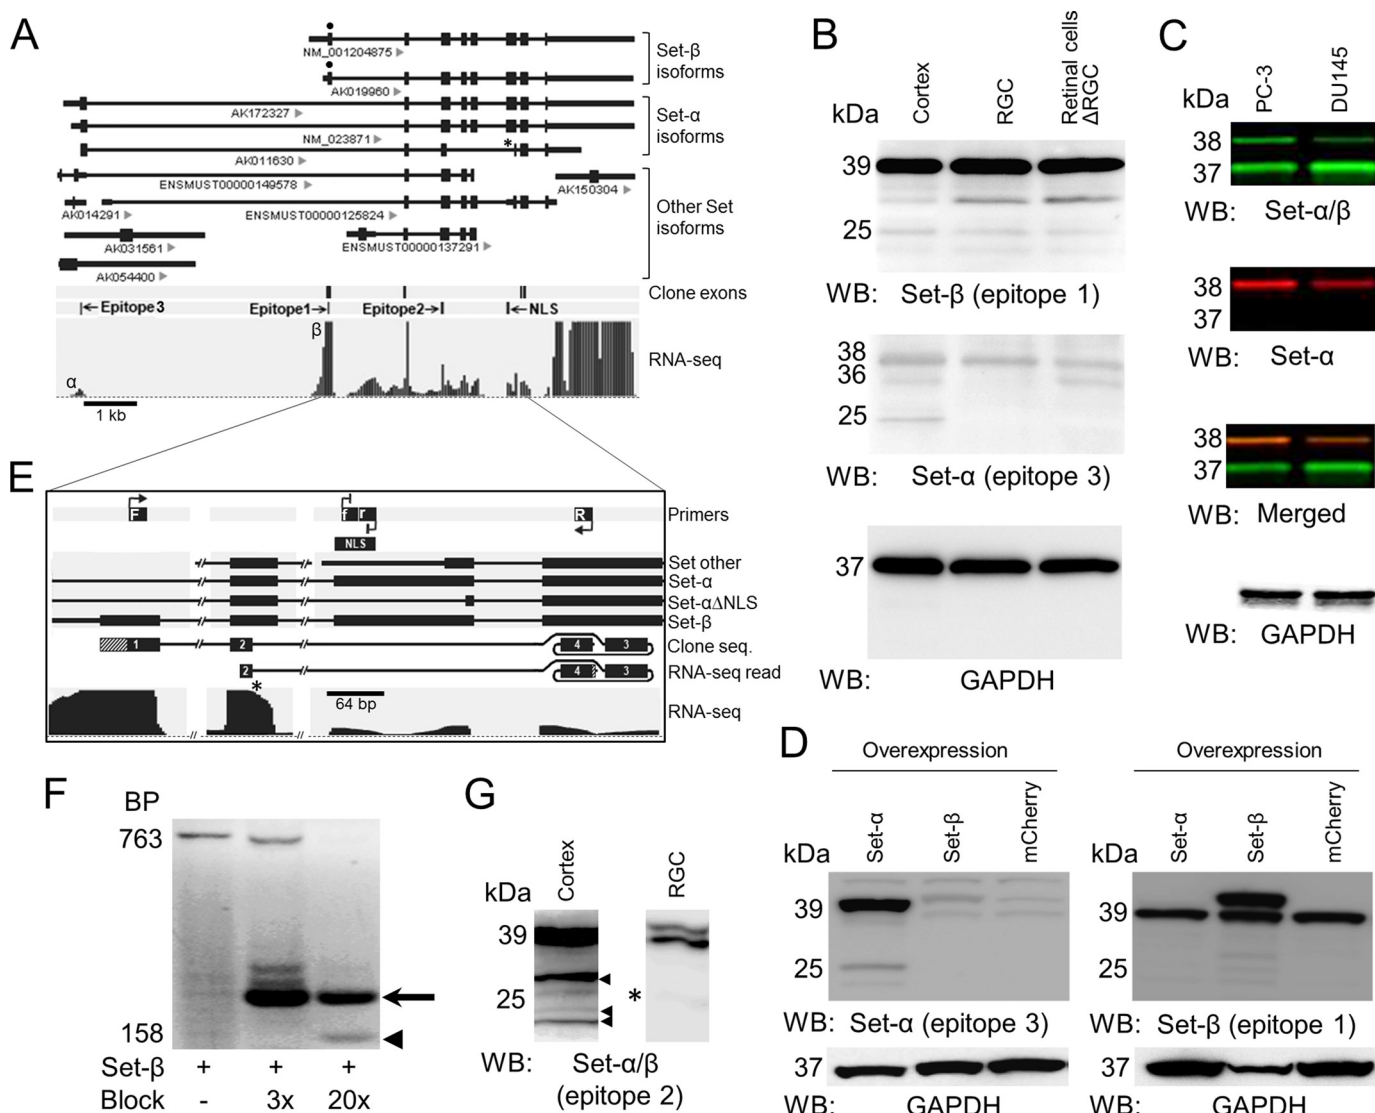 A
NM_001204875
AK019960
Set-β
isoforms
AK172327
NM_023871
*
AK011630
Set-α
isoforms
ENSMUST00000149578
AK150304
AK014291
ENSMUST00000125824
AK031561
ENSMUST00000137291
AK054400
Other Set
isoforms
Clone exons
←Epitope3
Epitope1→
Epitope2→
←NLS
β
α
RNA-seq
1 kb
B
kDa
Cortex
RGC
Retinal cells
ΔRGC
39
25
WB: Set-β (epitope 1)
38
36
25
WB: Set-α (epitope 3)
37
WB: GAPDH
C
kDa
PC-3
DU145
38
37
WB: Set-α/β
38
37
WB: Set-α
38
37
WB: Merged
WB: GAPDH
E
F
f r
R
Primers
NLS
Set other
Set-α
Set-αΔNLS
Set-β
1 2 4 3
Clone seq.
2 4 3
RNA-seq read
*
64 bp
RNA-seq
D
Overexpression
Overexpression
kDa
Set-α
Set-β
mCherry
kDa
Set-α
Set-β
mCherry
39
25
39
25
WB: Set-α (epitope 3)
WB: Set-β (epitope 1)
37
37
WB: GAPDH
WB: GAPDH
F
BP
763
158
Set-β + + +
Block - 3x 20x
G
kDa
Cortex
RGC
39
25
*
WB: Set-α/β
(epitope 2)